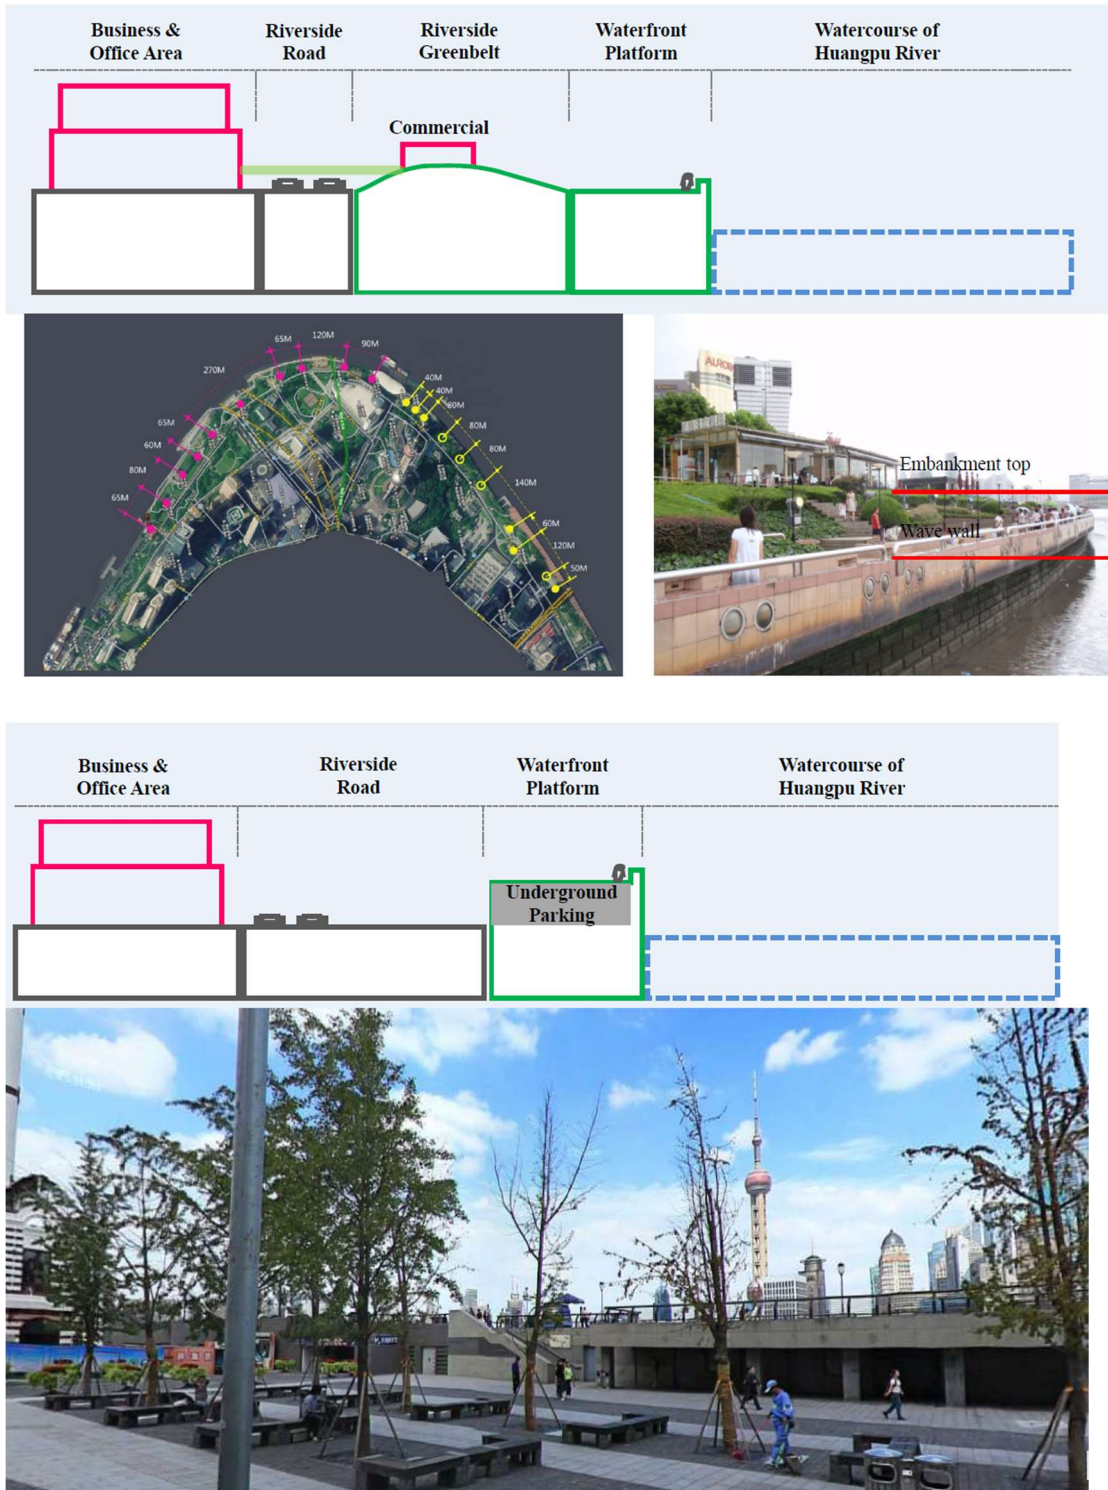 Business &
Office Area
Riverside
Road
Riverside
Greenbelt
Waterfront
Platform
Watercourse of
Huangpu River
Commercial
65M
120M
90M
270M
40M
40M
80M
65M
80M
60M
80M
80M
140M
65M
60M
120M
50M
AURORA
Embankment top
Wave wall
Business &
Office Area
Riverside
Road
Waterfront
Platform
Watercourse of
Huangpu River
Underground
Parking